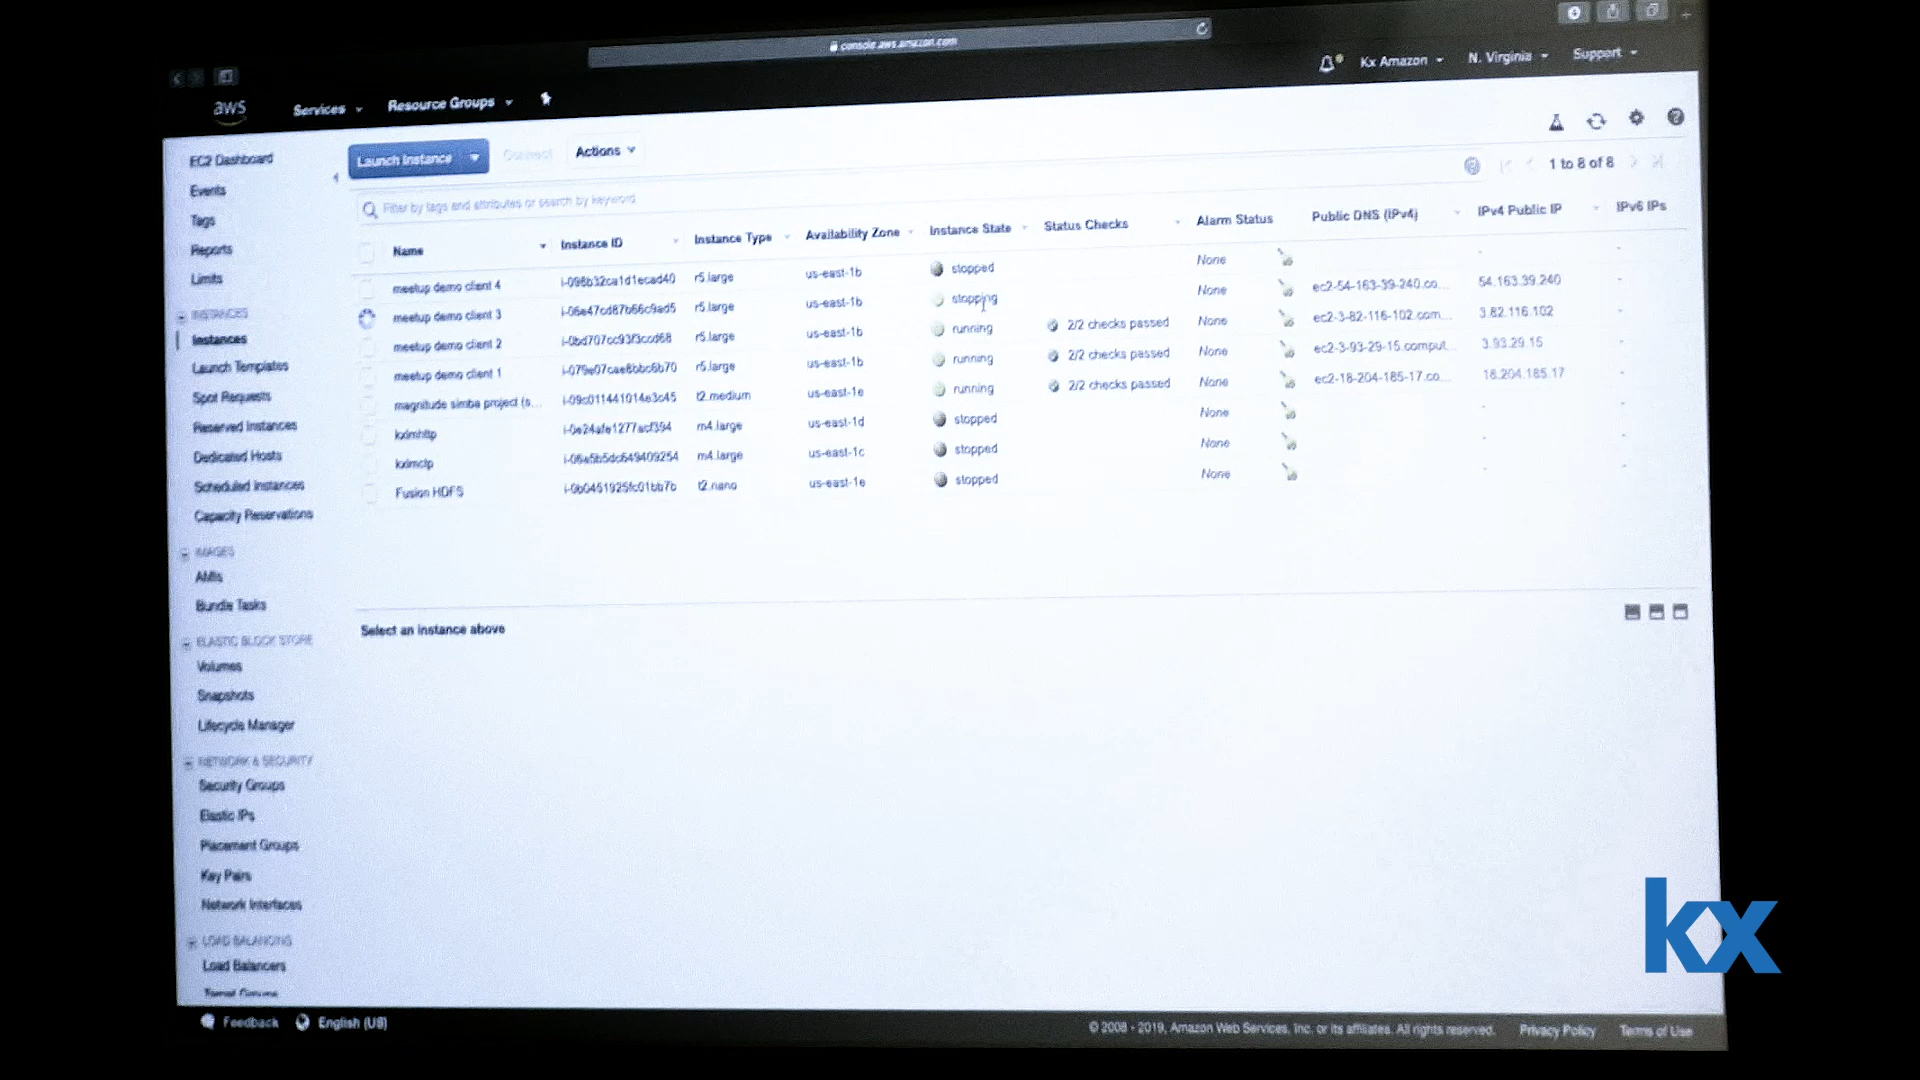 console.aws.amazon.com
aws Services Resource Groups Kx Amazon N. Virginia Support
EC2 Dashboard
Events
Tags
Reports
Limits
INSTANCES
Instances
Launch Templates
Spot Requests
Reserved Instances
Dedicated Hosts
Scheduled Instances
Capacity Reservations
IMAGES
AMIs
Bundle Tasks
ELASTIC BLOCK STORE
Volumes
Snapshots
Lifecycle Manager
NETWORK & SECURITY
Security Groups
Elastic IPs
Placement Groups
Key Pairs
Network Interfaces
LOAD BALANCING
Load Balancers
Launch Instance Connect Actions
Filter by tags and attributes or search by keyword
1 to 8 of 8
Name Instance ID Instance Type Availability Zone Instance State Status Checks Alarm Status Public DNS (IPv4) IPv4 Public IP IPv6 IPs
meetup demo client 4 r5.large us-east-1b stopped None - -
meetup demo client 3 r5.large us-east-1b stopping None ec2-54-163-39-240.co... 54.163.39.240 -
meetup demo client 2 r5.large us-east-1b running 2/2 checks passed None ec2-3-82-116-102.com... 3.82.116.102 -
meetup demo client 1 r5.large us-east-1b running 2/2 checks passed None ec2-3-93-29-15.comput... 3.93.29.15 -
magnitude simba project (s... t2.medium us-east-1e running 2/2 checks passed None ec2-18-204-185-17.co... 18.204.185.17 -
m4.large us-east-1d stopped None - -
m4.large us-east-1c stopped None - -
Fusion HDFS t2.nano us-east-1e stopped None - -
Select an instance above
kx
Feedback English (US) © 2008 - 2019, Amazon Web Services, Inc. or its affiliates. All rights reserved. Privacy Policy Terms of Use